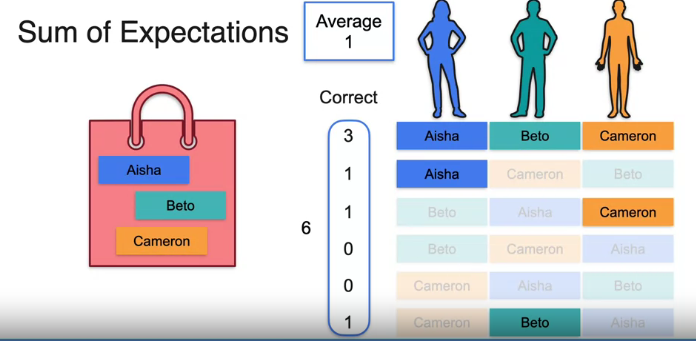 Sum of Expectations
Average
1
Correct
Aisha
Beto
Cameron
6
3 Aisha Beto Cameron
1 Aisha Cameron Beto
1 Beto Aisha Cameron
0 Beto Cameron Aisha
0 Cameron Aisha Beto
1 Cameron Beto Aisha